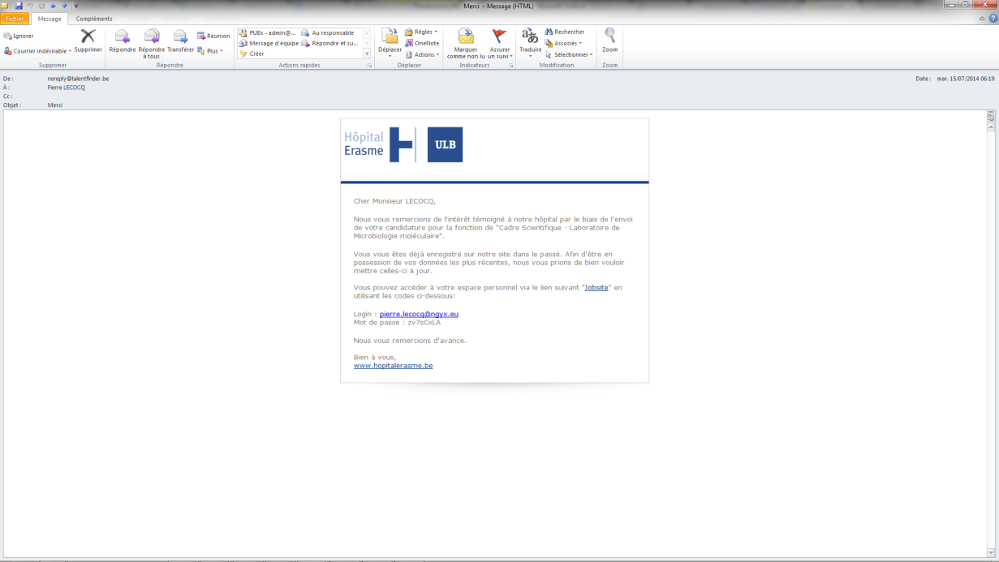 Merci - Message (HTML)
Fichier Message Compléments
Ignorer
Courrier indésirable
Supprimer
Supprimer
Répondre
Répondre à tous
Transférer
Réunion
Plus
Répondre
PUBs - admin@...
Au responsable
Message d'équipe
Répondre et su...
Créer
Actions rapides
Déplacer
Règles
OneNote
Actions
Déplacer
Marquer comme non lu
Assurer un suivi
Indicateurs
Traduire
Rechercher
Associés
Sélectionner
Modification
Zoom
Zoom
De : noreply@talentfinder.be
Date : mar. 15/07/2014 06:19
À : Pierre LECOCQ
Cc :
Objet : Merci
Hôpital
Erasme
ULB
Cher Monsieur LECOCQ,
Nous vous remercions de l'intérêt témoigné à notre hôpital par le biais de l'envoi
de votre candidature pour la fonction de "Cadre Scientifique - Laboratoire de
Microbiologie moléculaire".
Vous vous êtes déjà enregistré sur notre site dans le passé. Afin d'être en
possession de vos données les plus récentes, nous vous prions de bien vouloir
mettre celles-ci à jour.
Vous pouvez accéder à votre espace personnel via le lien suivant "Jobsite" en
utilisant les codes ci-dessous:
Login : pierre.lecocq@ngyx.eu
Mot de passe : zv7sCxLA
Nous vous remercions d'avance.
Bien à vous,
www.hopitalerasme.be